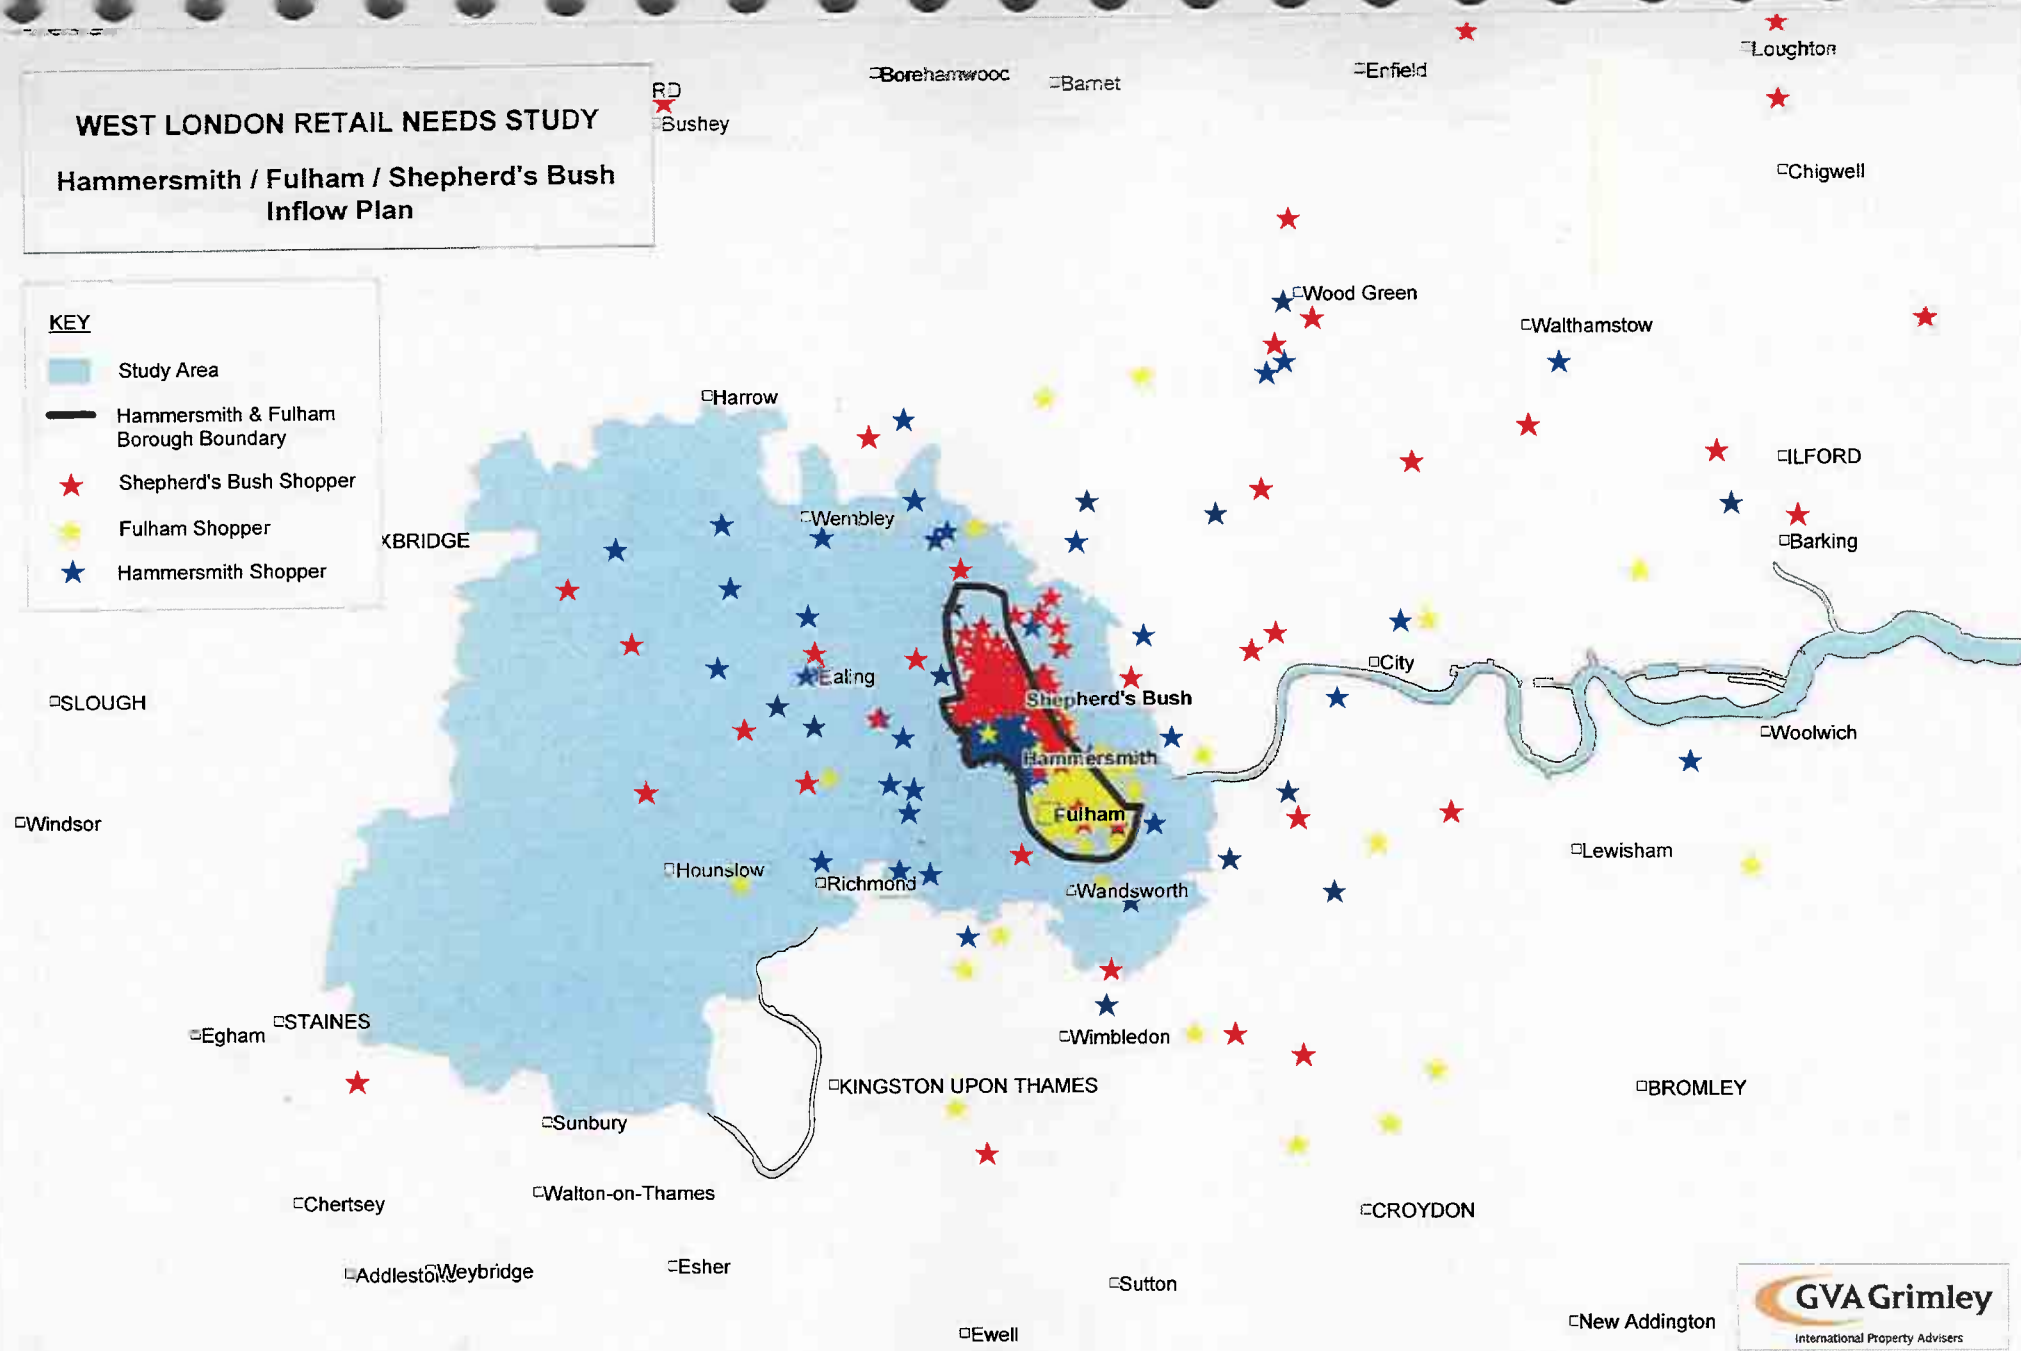 WEST LONDON RETAIL NEEDS STUDY
Hammersmith / Fulham / Shepherd's Bush
Inflow Plan
KEY
Study Area
Hammersmith & Fulham
Borough Boundary
Shepherd's Bush Shopper
Fulham Shopper
Hammersmith Shopper
RD
Bushey
Borehamwood
Barnet
Enfield
Loughton
Chigwell
Wood Green
Walthamstow
Harrow
ILFORD
Wembley
XBRIDGE
Barking
Ealing
City
SLOUGH
Shepherd's Bush
Woolwich
Hammersmith
Windsor
Fulham
Lewisham
Hounslow
Richmond
Wandsworth
STAINES
Egham
Wimbledon
KINGSTON UPON THAMES
BROMLEY
Sunbury
Walton-on-Thames
Chertsey
CROYDON
Weybridge
Esher
Sutton
New Addington
Ewell
GVA Grimley
International Property Advisers